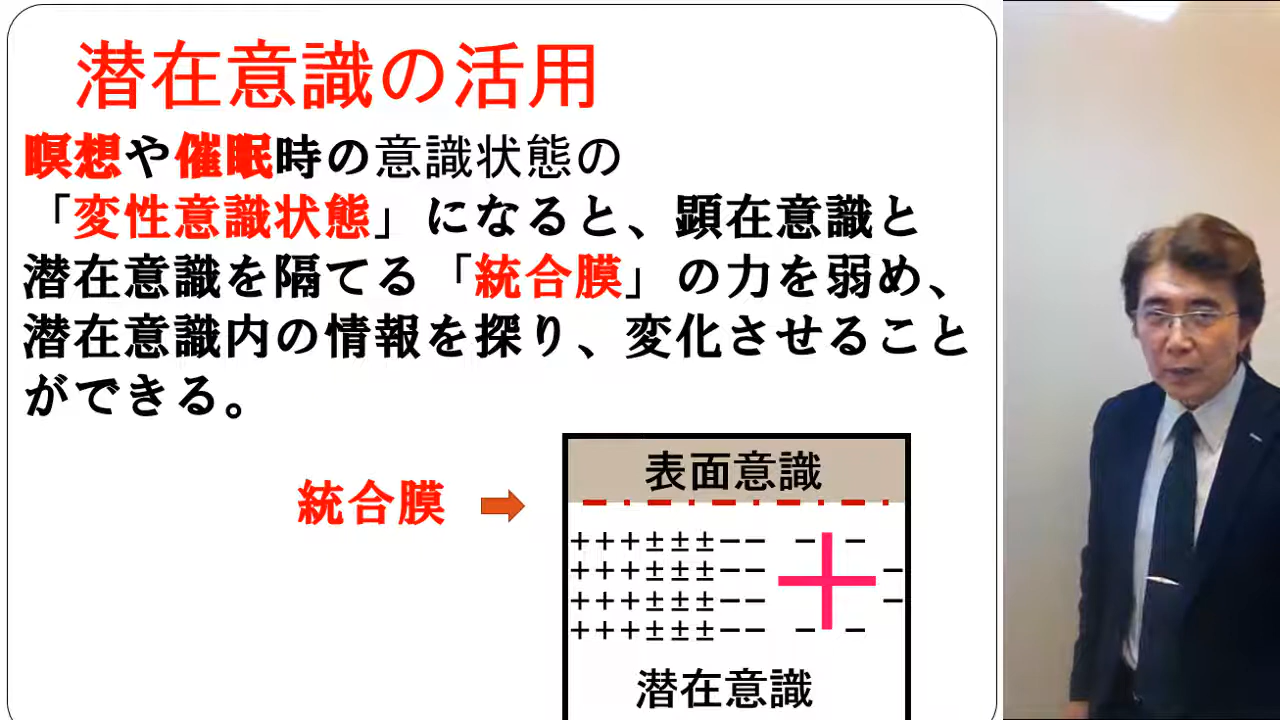 潜在意識の活用
瞑想や催眠時の意識状態の
「変性意識状態」になると、顕在意識と
潜在意識を隔てる「統合膜」の力を弱め、
潜在意識内の情報を探り、変化させること
ができる。
統合膜
表面意識
+++±±±−− − −
+++±±±−− −
+++±±±−− −
+++±±±−− − −
潜在意識